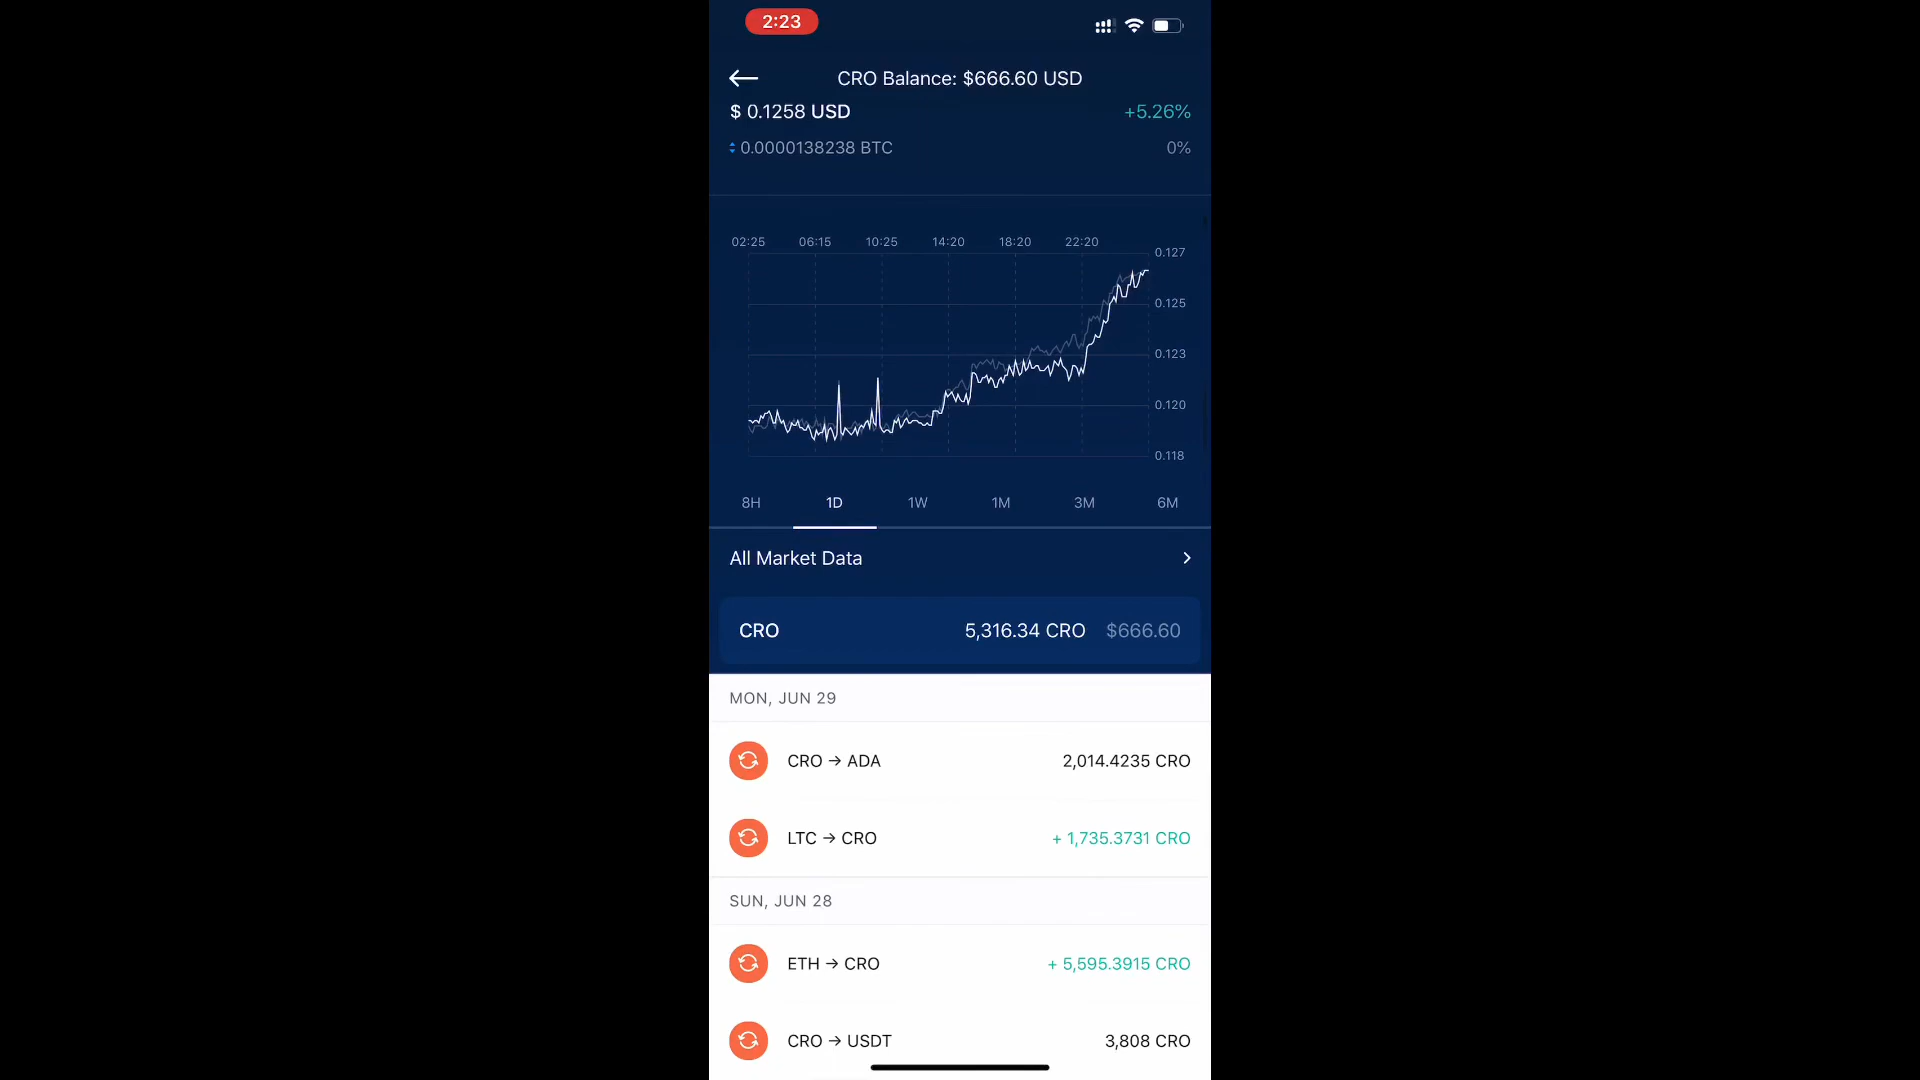 2:23
CRO Balance: $666.60 USD
$ 0.1258 USD +5.26%
0.0000138238 BTC 0%
02:25 06:15 10:25 14:20 18:20 22:20
0.127
0.125
0.123
0.120
0.118
8H 1D 1W 1M 3M 6M
All Market Data
CRO 5,316.34 CRO $666.60
MON, JUN 29
CRO → ADA 2,014.4235 CRO
LTC → CRO + 1,735.3731 CRO
SUN, JUN 28
ETH → CRO + 5,595.3915 CRO
CRO → USDT 3,808 CRO